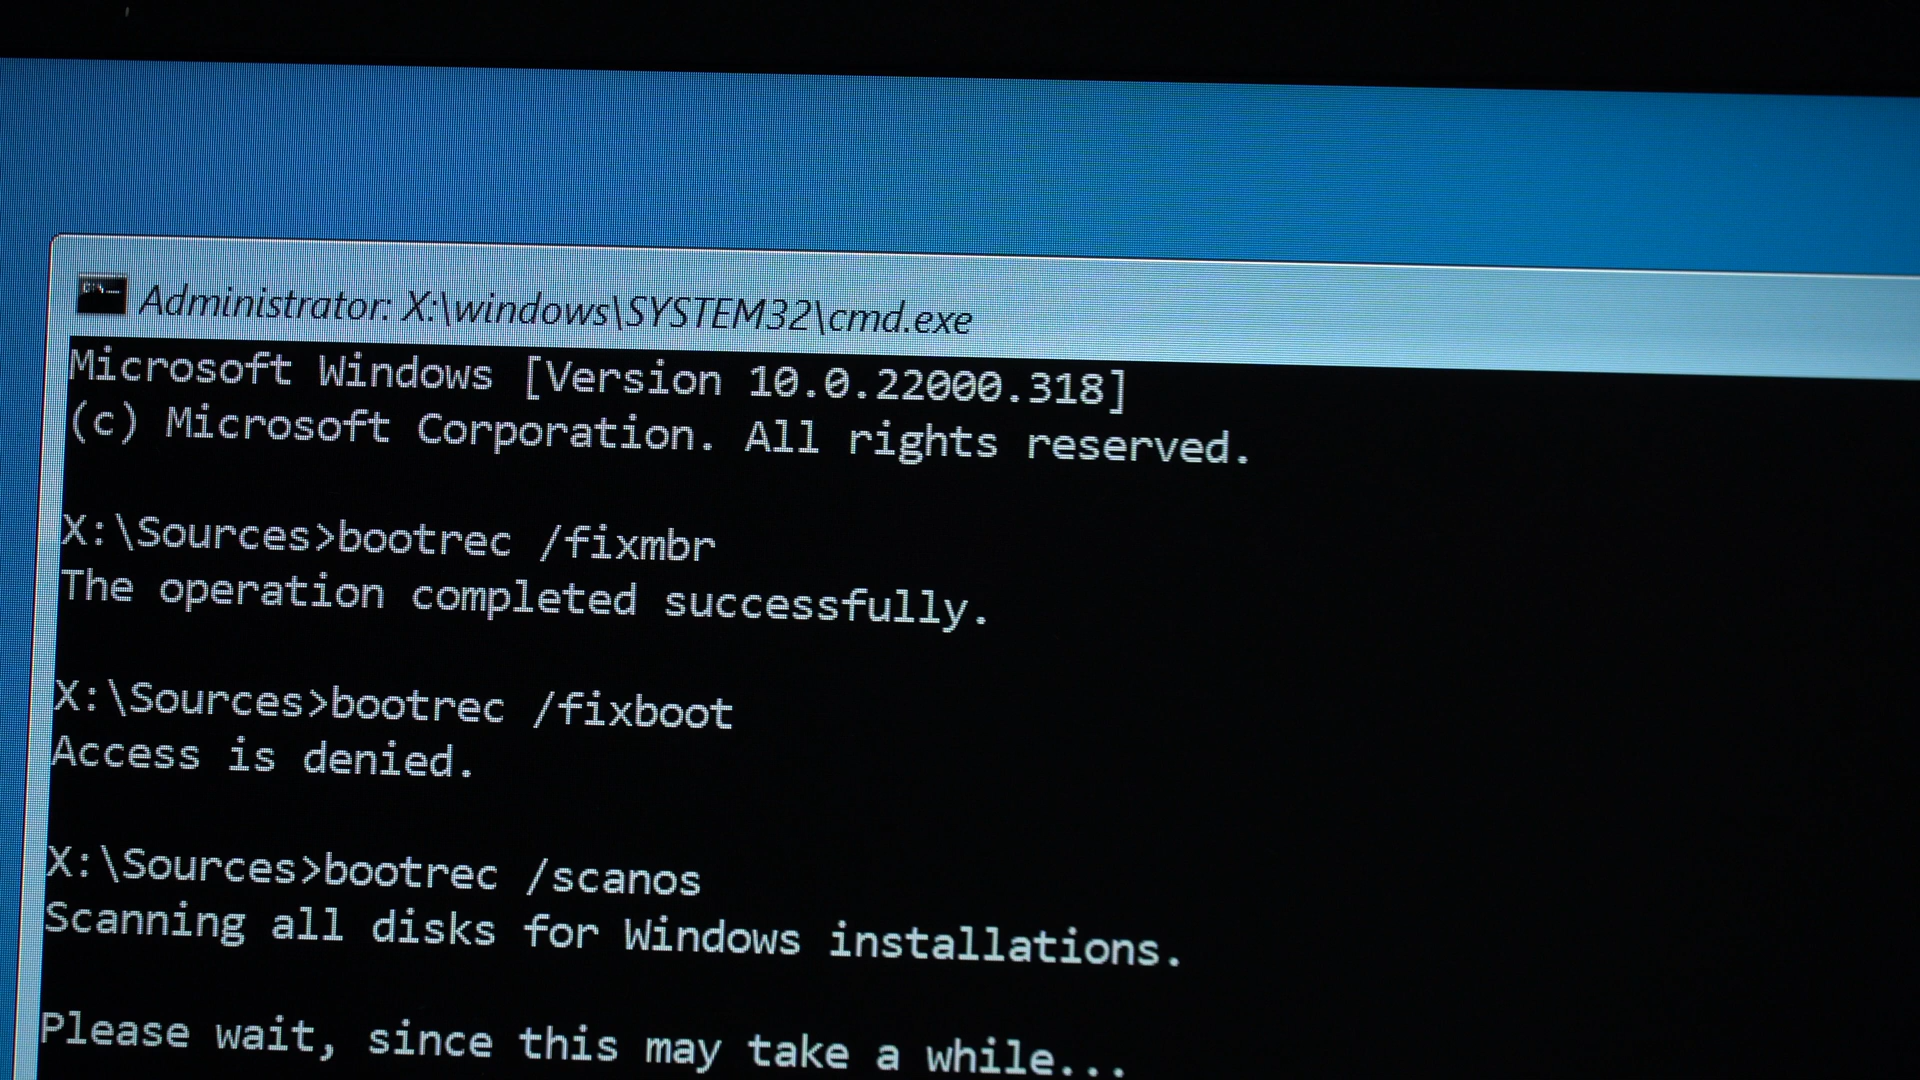 Administrator: X:\windows\SYSTEM32\cmd.exe
Microsoft Windows [Version 10.0.22000.318]
(c) Microsoft Corporation. All rights reserved.
X:\Sources>bootrec /fixmbr
The operation completed successfully.
X:\Sources>bootrec /fixboot
Access is denied.
X:\Sources>bootrec /scanos
Scanning all disks for Windows installations.
Please wait, since this may take a while...